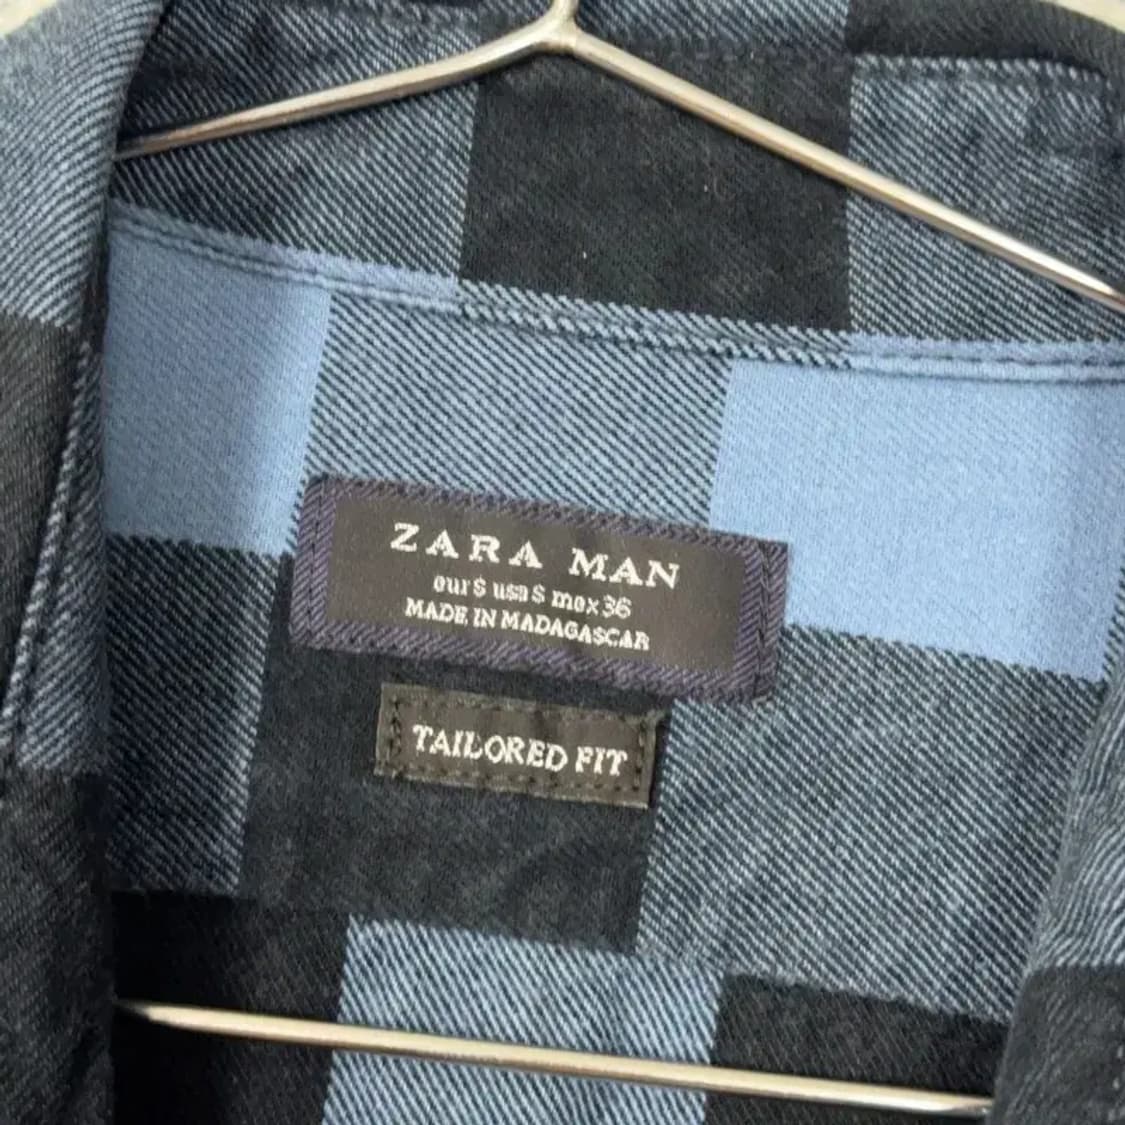 ZARA MAN
eur S usa S mex 36
MADE IN MADAGASCAR
TAILORED FIT